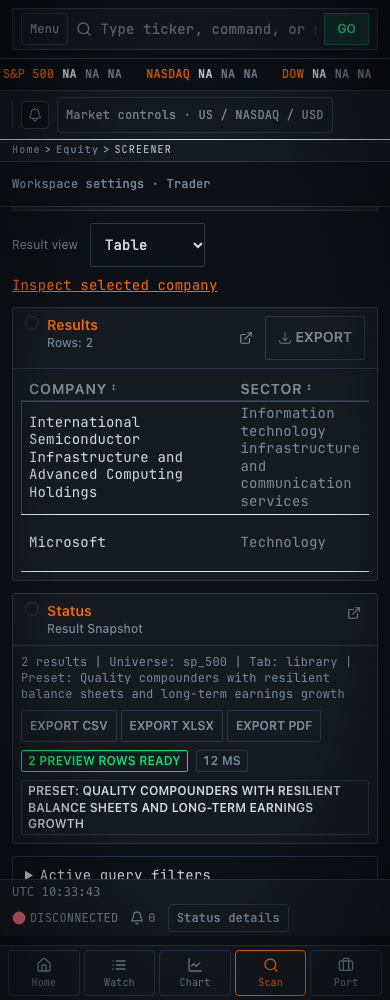 Menu Type ticker, command, or GO
S&P 500 NA NA NA NASDAQ NA NA NA DOW NA NA NA
Market controls · US / NASDAQ / USD
Home > Equity > SCREENER
Workspace settings · Trader
Result view Table
Inspect selected company
Results
Rows: 2
EXPORT
COMPANY SECTOR
International
Semiconductor
Infrastructure and
Advanced Computing
Holdings
Information
technology
infrastructure
and
communication
services
Microsoft Technology
Status
Result Snapshot
2 results | Universe: sp_500 | Tab: library |
Preset: Quality compounders with resilient
balance sheets and long-term earnings growth
EXPORT CSV EXPORT XLSX EXPORT PDF
2 PREVIEW ROWS READY 12 MS
PRESET: QUALITY COMPOUNDERS WITH RESILIENT
BALANCE SHEETS AND LONG-TERM EARNINGS
GROWTH
Active query filters
UTC 10:33:43
DISCONNECTED 0 Status details
Home Watch Chart Scan Port